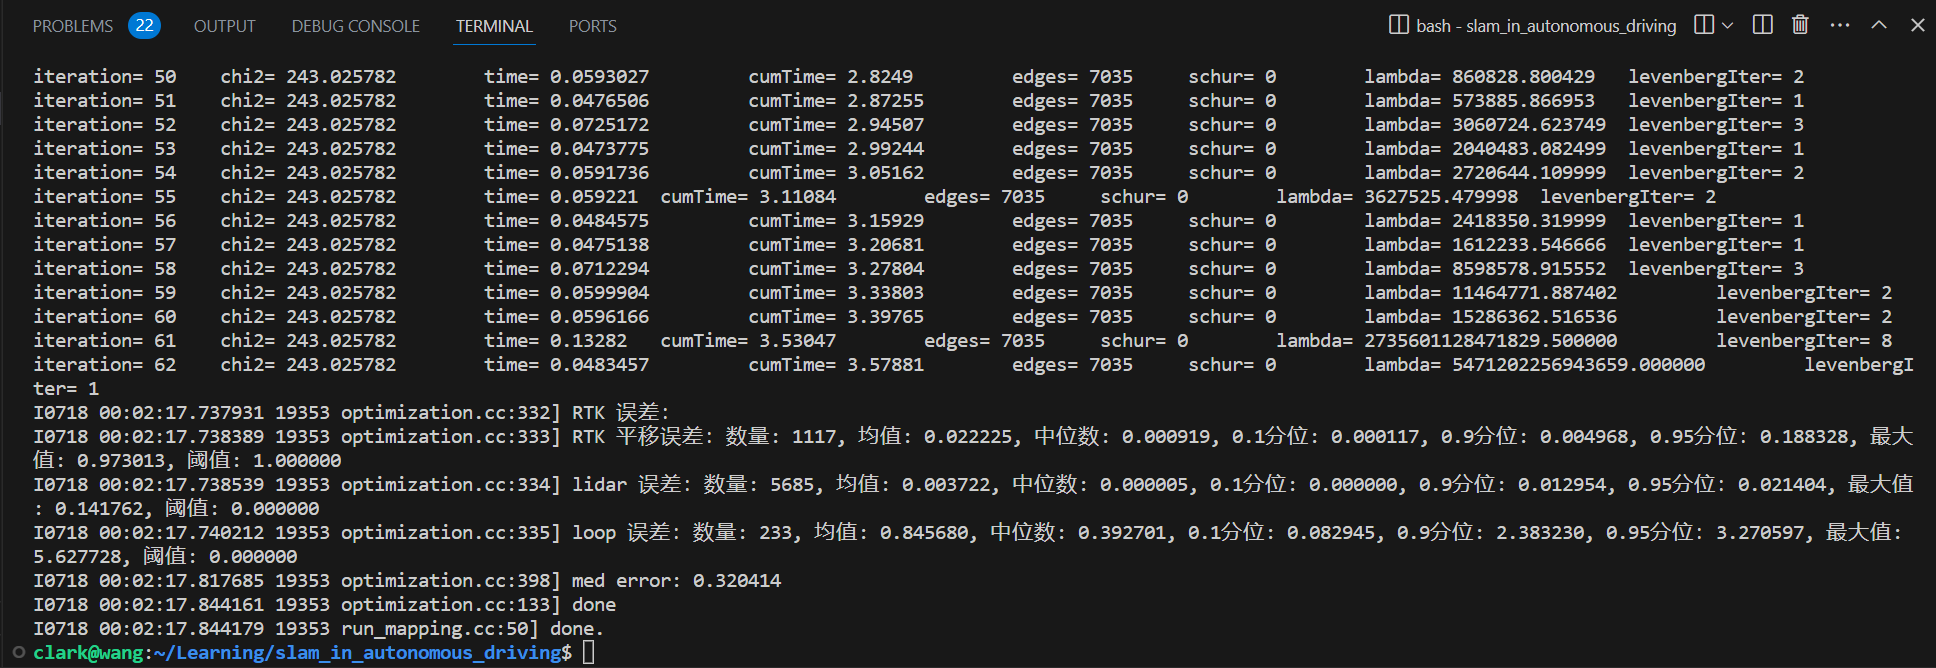 PROBLEMS 22 OUTPUT DEBUG CONSOLE TERMINAL PORTS bash - slam_in_autonomous_driving
iteration= 50 chi2= 243.025782 time= 0.0593027 cumTime= 2.8249 edges= 7035 schur= 0 lambda= 860828.800429 levenbergIter= 2
iteration= 51 chi2= 243.025782 time= 0.0476506 cumTime= 2.87255 edges= 7035 schur= 0 lambda= 573885.866953 levenbergIter= 1
iteration= 52 chi2= 243.025782 time= 0.0725172 cumTime= 2.94507 edges= 7035 schur= 0 lambda= 3060724.623749 levenbergIter= 3
iteration= 53 chi2= 243.025782 time= 0.0473775 cumTime= 2.99244 edges= 7035 schur= 0 lambda= 2040483.082499 levenbergIter= 1
iteration= 54 chi2= 243.025782 time= 0.0591736 cumTime= 3.05162 edges= 7035 schur= 0 lambda= 2720644.109999 levenbergIter= 2
iteration= 55 chi2= 243.025782 time= 0.059221 cumTime= 3.11084 edges= 7035 schur= 0 lambda= 3627525.479998 levenbergIter= 2
iteration= 56 chi2= 243.025782 time= 0.0484575 cumTime= 3.15929 edges= 7035 schur= 0 lambda= 2418350.319999 levenbergIter= 1
iteration= 57 chi2= 243.025782 time= 0.0475138 cumTime= 3.20681 edges= 7035 schur= 0 lambda= 1612233.546666 levenbergIter= 1
iteration= 58 chi2= 243.025782 time= 0.0712294 cumTime= 3.27804 edges= 7035 schur= 0 lambda= 8598578.915552 levenbergIter= 3
iteration= 59 chi2= 243.025782 time= 0.0599904 cumTime= 3.33803 edges= 7035 schur= 0 lambda= 11464771.887402 levenbergIter= 2
iteration= 60 chi2= 243.025782 time= 0.0596166 cumTime= 3.39765 edges= 7035 schur= 0 lambda= 15286362.516536 levenbergIter= 2
iteration= 61 chi2= 243.025782 time= 0.13282 cumTime= 3.53047 edges= 7035 schur= 0 lambda= 2735601128471829.500000 levenbergIter= 8
iteration= 62 chi2= 243.025782 time= 0.0483457 cumTime= 3.57881 edges= 7035 schur= 0 lambda= 5471202256943659.000000 levenbergI
ter= 1
I0718 00:02:17.737931 19353 optimization.cc:332] RTK 误差:
I0718 00:02:17.738389 19353 optimization.cc:333] RTK 平移误差: 数量: 1117, 均值: 0.022225, 中位数: 0.000919, 0.1分位: 0.000117, 0.9分位: 0.004968, 0.95分位: 0.188328, 最大
值: 0.973013, 阈值: 1.000000
I0718 00:02:17.738539 19353 optimization.cc:334] lidar 误差: 数量: 5685, 均值: 0.003722, 中位数: 0.000005, 0.1分位: 0.000000, 0.9分位: 0.012954, 0.95分位: 0.021404, 最大值
: 0.141762, 阈值: 0.000000
I0718 00:02:17.740212 19353 optimization.cc:335] loop 误差: 数量: 233, 均值: 0.845680, 中位数: 0.392701, 0.1分位: 0.082945, 0.9分位: 2.383230, 0.95分位: 3.270597, 最大值:
5.627728, 阈值: 0.000000
I0718 00:02:17.817685 19353 optimization.cc:398] med error: 0.320414
I0718 00:02:17.844161 19353 optimization.cc:133] done
I0718 00:02:17.844179 19353 run_mapping.cc:50] done.
clark@wang:~/Learning/slam_in_autonomous_driving$